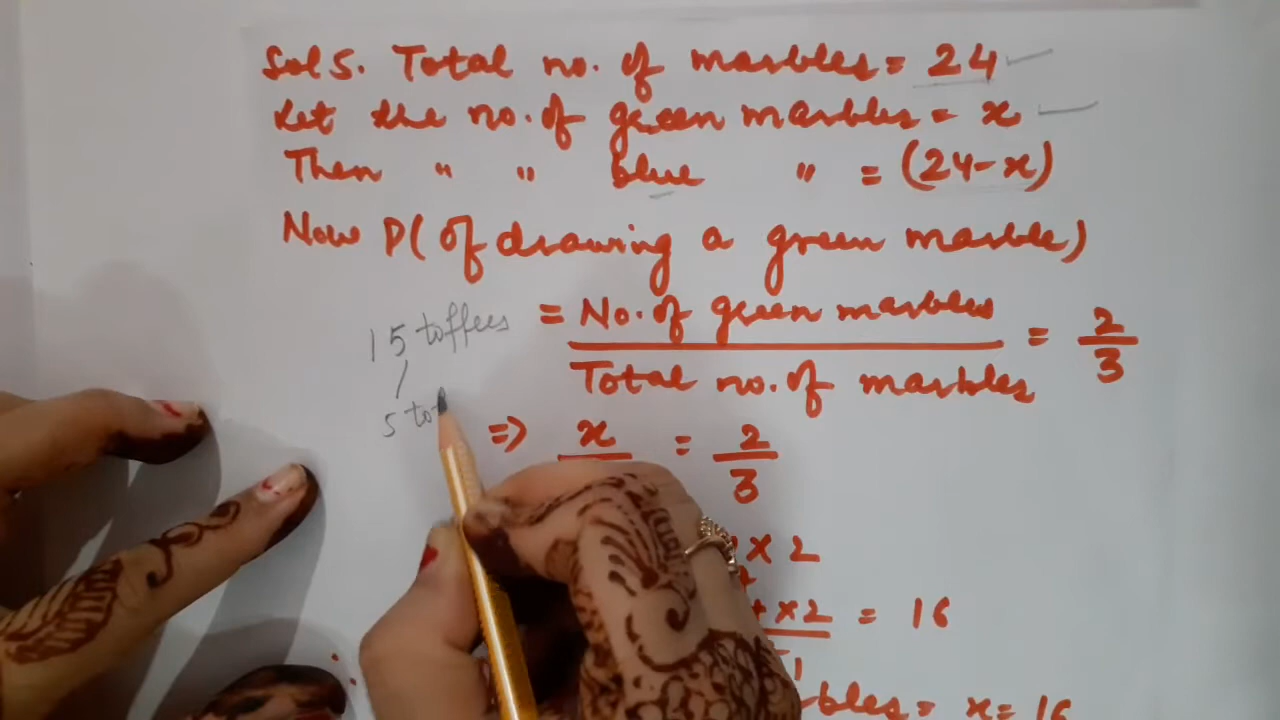 Sol 5. Total no. of marbles = 24
Let the no. of green marbles = x
Then " " blue " = (24-x)
Now P( of drawing a green marble)
= No. of green marbles / Total no. of marbles = 2/3
15 toffees
5
=> x = 2/3
x 2
x 2 = 16
x = 16